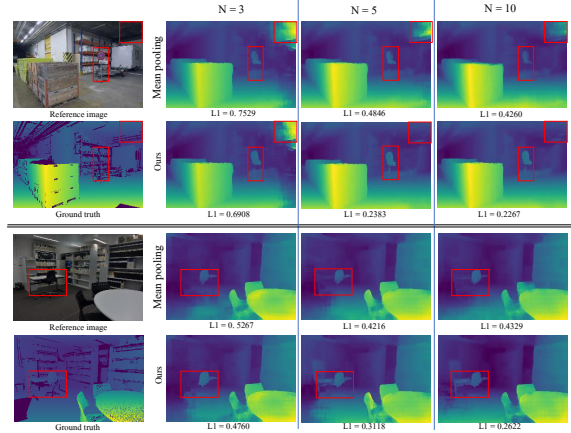 N = 3
N = 5
N = 10
Mean pooling
Reference image
L1 = 0.7529
L1 = 0.4846
L1 = 0.4260
Ours
Ground truth
L1 = 0.6908
L1 = 0.2383
L1 = 0.2267
Mean pooling
Reference image
L1 = 0.5267
L1 = 0.4216
L1 = 0.4329
Ours
Ground truth
L1 = 0.4760
L1 = 0.3118
L1 = 0.2622